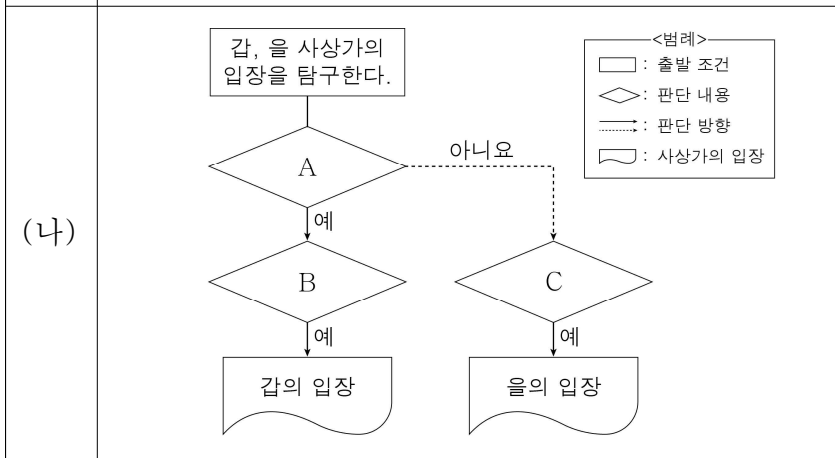 (나)
갑, 을 사상가의
입장을 탐구한다.
<범례>
: 출발 조건
: 판단 내용
: 판단 방향
: 사상가의 입장
A
아니요
예
B
C
예
예
갑의 입장
을의 입장